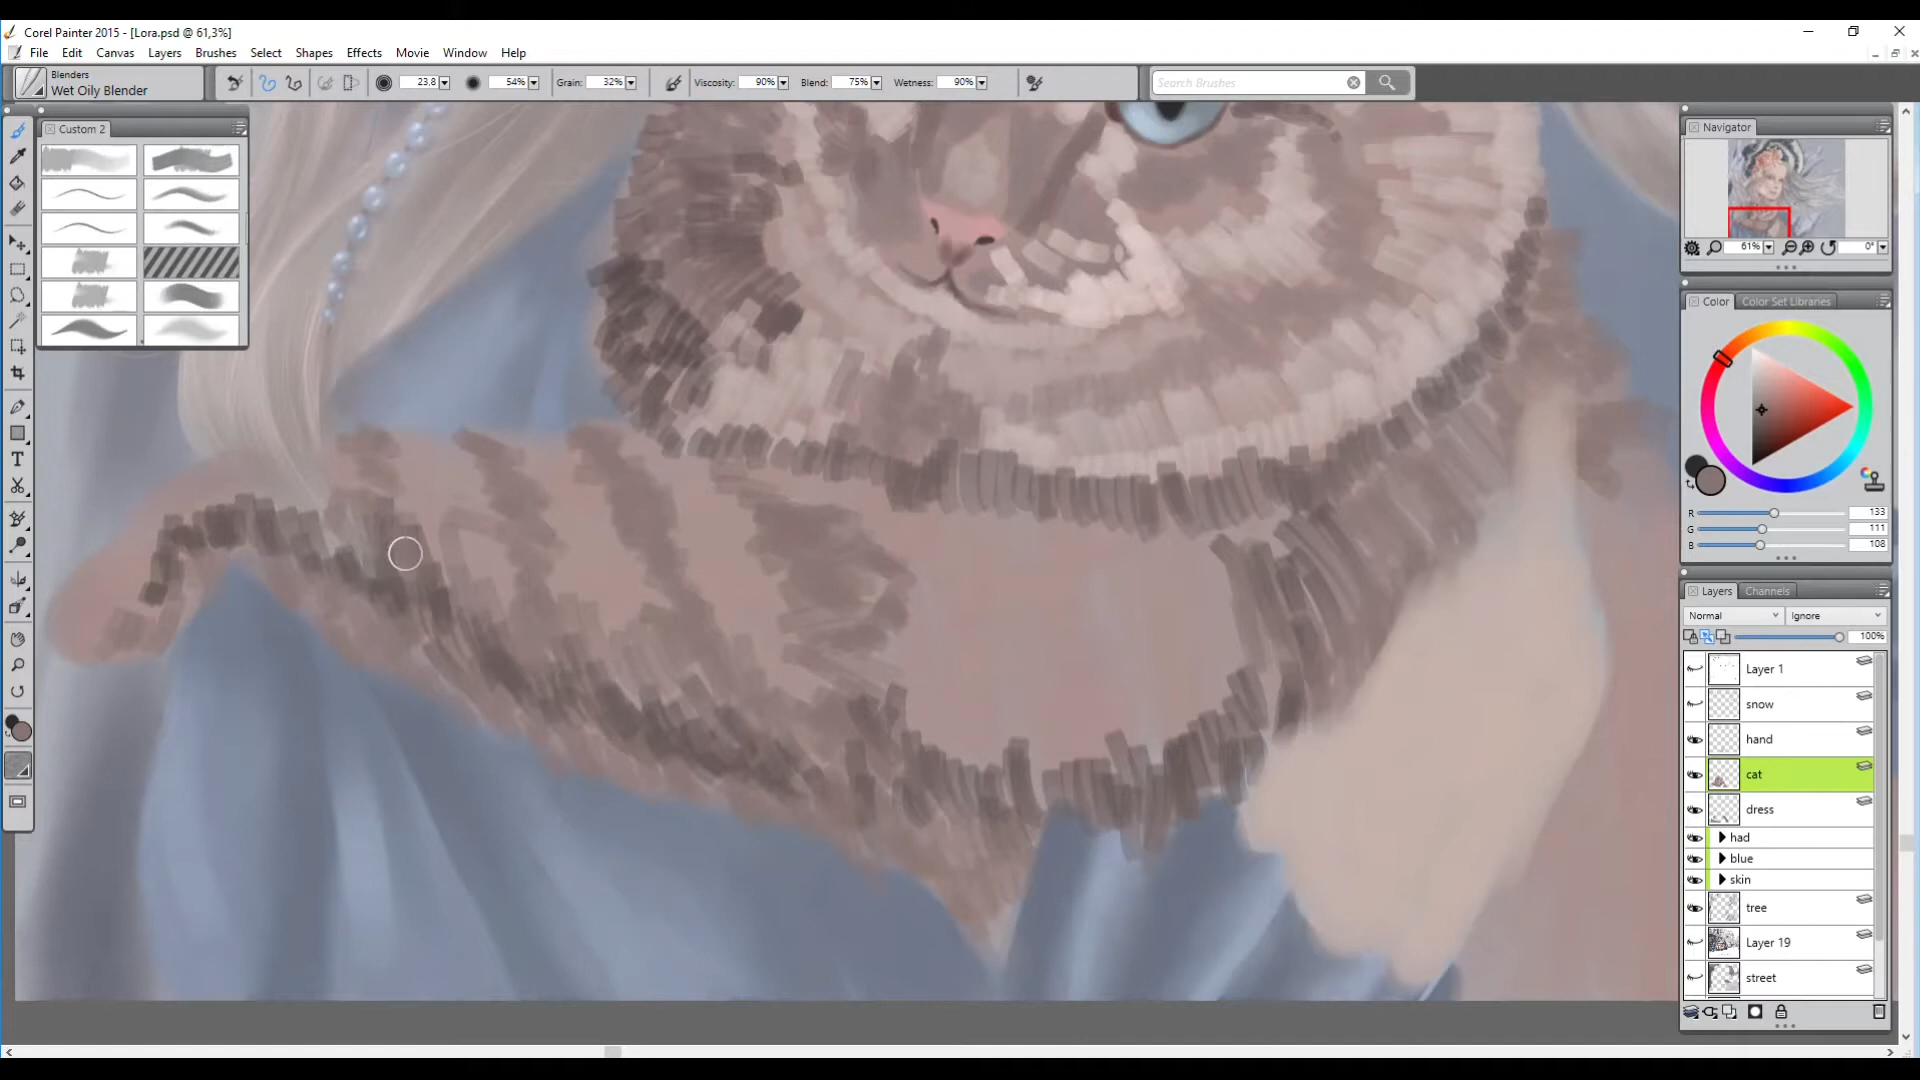 Corel Painter 2015 - [Lora.psd @ 61,3%]
File Edit Canvas Layers Brushes Select Shapes Effects Movie Window Help
Blenders
Wet Oily Blender
23,8 54% Grain: 32% Viscosity: 90% Blend: 75% Wetness: 90%
Search Brushes
Custom 2
Navigator
61% 0°
Color Color Set Libraries
R 133
G 111
B 108
Layers Channels
Normal Ignore
100%
Layer 1
snow
hand
cat
dress
had
blue
skin
tree
Layer 19
street
T